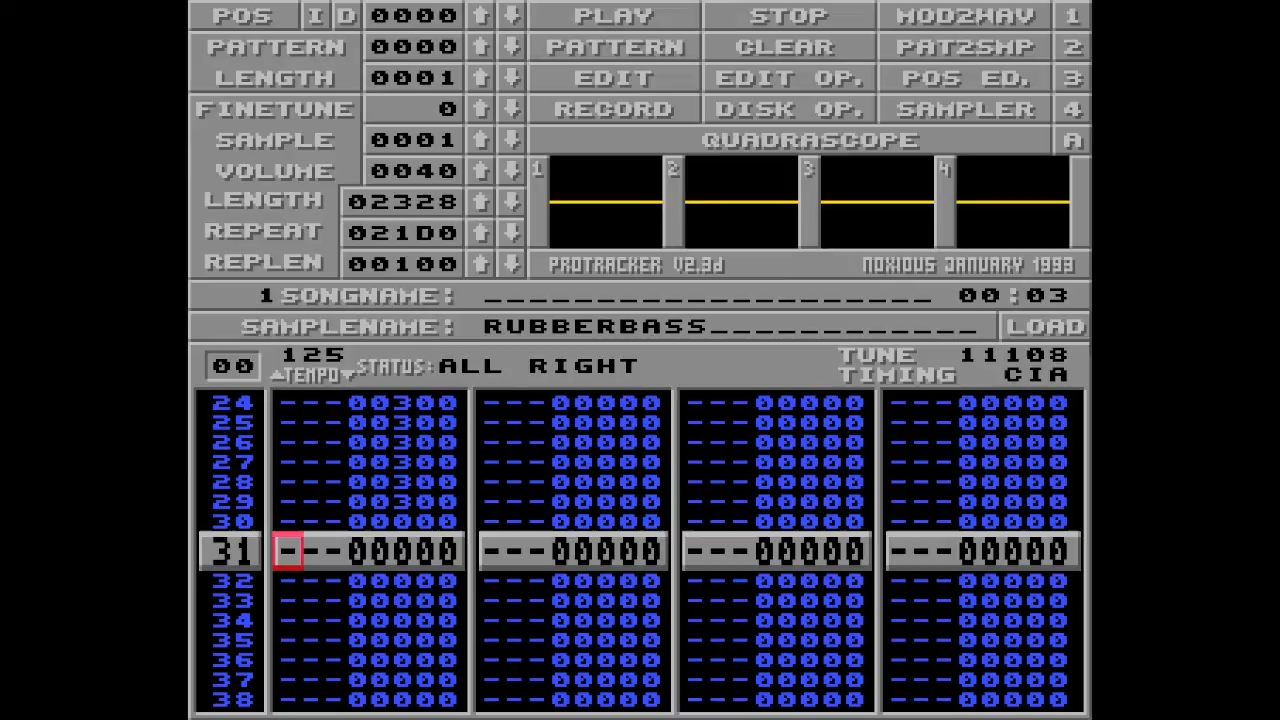 POS I D 0000 PLAY STOP MOD2WAV 1
PATTERN 0000 PATTERN CLEAR PAT2SMP 2
LENGTH 0001 EDIT EDIT OP. POS ED. 3
FINETUNE 0 RECORD DISK OP. SAMPLER 4
SAMPLE 0001 QUADRASCOPE A
VOLUME 0040 1 2 3 4
LENGTH 02328
REPEAT 021D0
REPLEN 00100 PROTRACKER V2.3d NOXIOUS JANUARY 1993
1 SONGNAME: ____________________ 00:03
SAMPLENAME: RUBBERBASS____________ LOAD
00 125 TEMPO STATUS: ALL RIGHT TUNE 11108
TIMING CIA
24 ---00300 ---00000 ---00000 ---00000
25 ---00300 ---00000 ---00000 ---00000
26 ---00300 ---00000 ---00000 ---00000
27 ---00300 ---00000 ---00000 ---00000
28 ---00300 ---00000 ---00000 ---00000
29 ---00300 ---00000 ---00000 ---00000
30 ---00000 ---00000 ---00000 ---00000
31 ---00000 ---00000 ---00000 ---00000
32 ---00000 ---00000 ---00000 ---00000
33 ---00000 ---00000 ---00000 ---00000
34 ---00000 ---00000 ---00000 ---00000
35 ---00000 ---00000 ---00000 ---00000
36 ---00000 ---00000 ---00000 ---00000
37 ---00000 ---00000 ---00000 ---00000
38 ---00000 ---00000 ---00000 ---00000